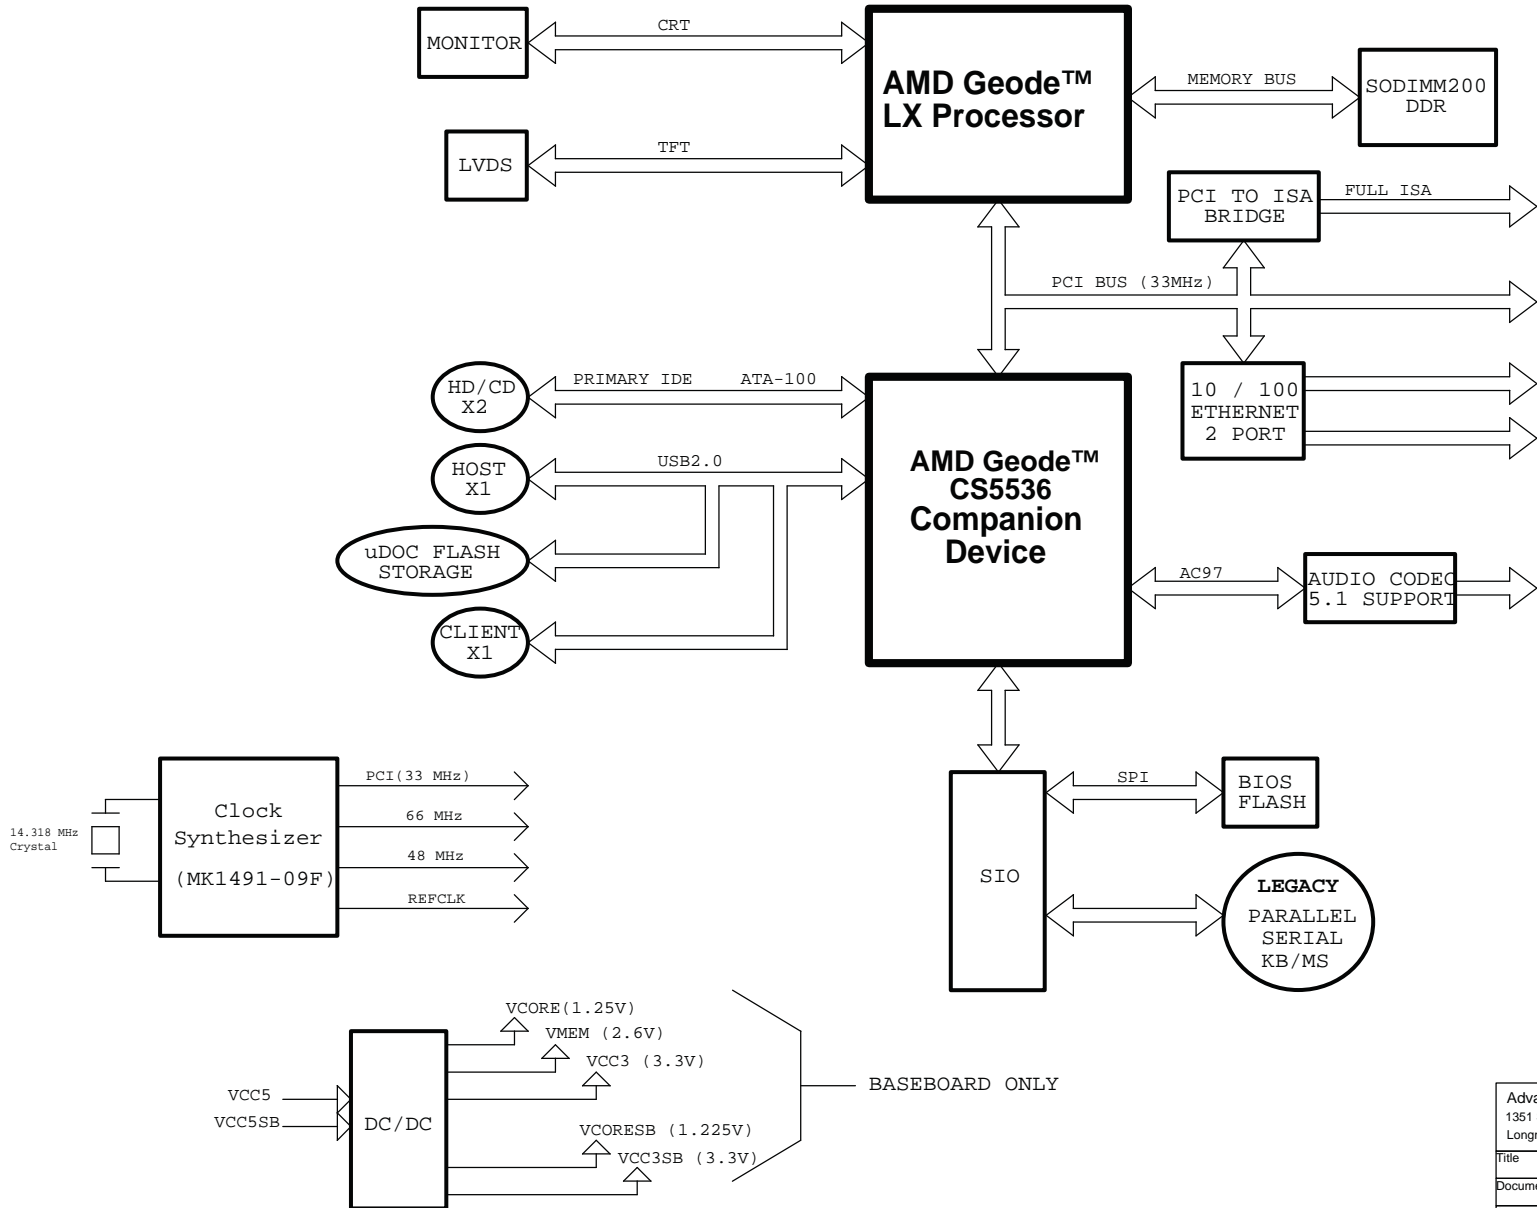 CRT
MONITOR
AMD Geode™
LX Processor
MEMORY BUS
SODIMM200
DDR
TFT
LVDS
PCI TO ISA
BRIDGE
FULL ISA
PCI BUS (33MHz)
HD/CD
X2
PRIMARY IDE ATA-100
10 / 100
ETHERNET
2 PORT
HOST
X1
USB2.0
AMD Geode™
CS5536
Companion
Device
uDOC FLASH
STORAGE
AC97
AUDIO CODEC
5.1 SUPPORT
CLIENT
X1
14.318 MHz
Crystal
Clock
Synthesizer
(MK1491-09F)
PCI(33 MHz)
66 MHz
48 MHz
REFCLK
SIO
SPI
BIOS
FLASH
LEGACY
PARALLEL
SERIAL
KB/MS
VCC5
VCC5SB
DC/DC
VCORE(1.25V)
VMEM (2.6V)
VCC3 (3.3V)
VCORESB (1.225V)
VCC3SB (3.3V)
BASEBOARD ONLY
1351
Title